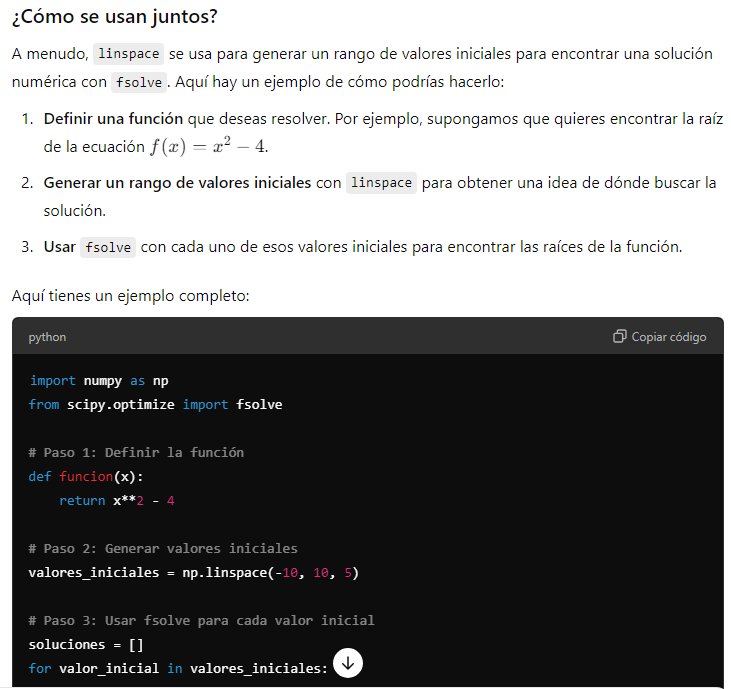 ¿Cómo se usan juntos?
A menudo, linspace se usa para generar un rango de valores iniciales para encontrar una solución
numérica con fsolve. Aquí hay un ejemplo de cómo podrías hacerlo:
1. Definir una función que deseas resolver. Por ejemplo, supongamos que quieres encontrar la raíz
de la ecuación f(x) = x² − 4.
2. Generar un rango de valores iniciales con linspace para obtener una idea de dónde buscar la
solución.
3. Usar fsolve con cada uno de esos valores iniciales para encontrar las raíces de la función.
Aquí tienes un ejemplo completo:
python Copiar código
import numpy as np
from scipy.optimize import fsolve
# Paso 1: Definir la función
def funcion(x):
    return x**2 - 4
# Paso 2: Generar valores iniciales
valores_iniciales = np.linspace(-10, 10, 5)
# Paso 3: Usar fsolve para cada valor inicial
soluciones = []
for valor_inicial in valores_iniciales: